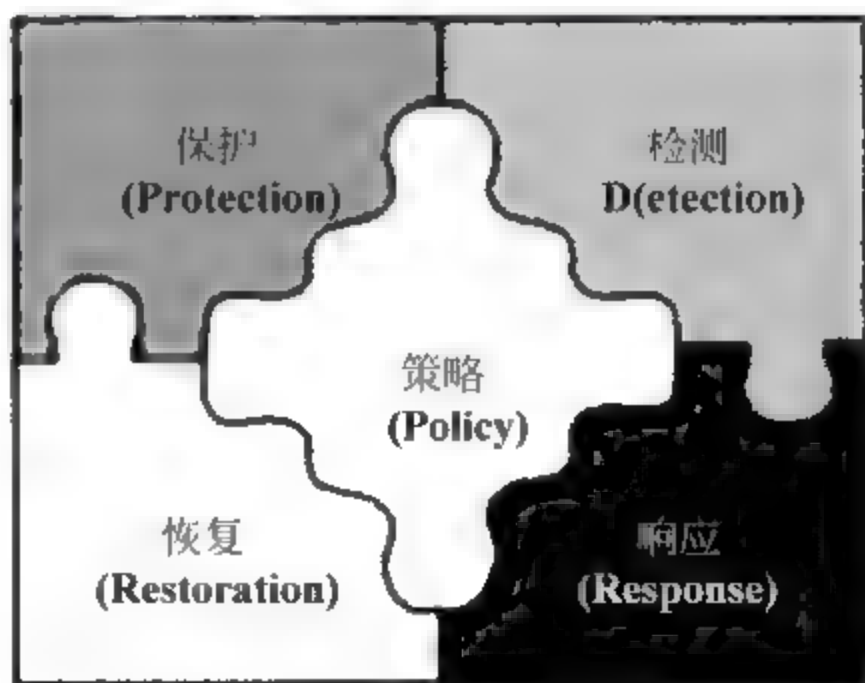 保护
(Protection)
检测
D(etection)
策略
(Policy)
恢复
(Restoration)
响应
(Response)